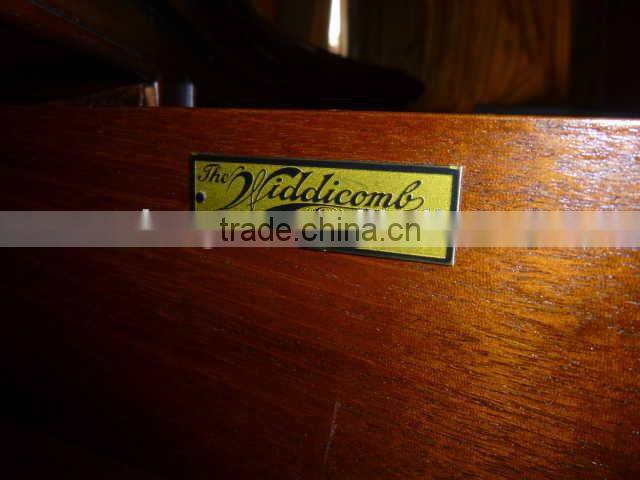 The Widdicomb
trade.china.cn